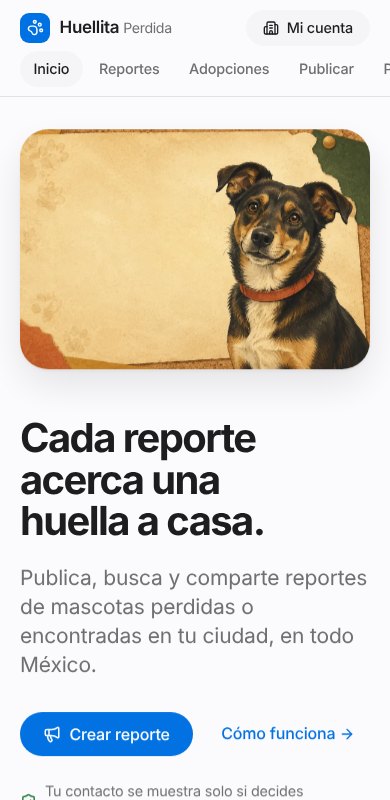 Huellita Perdida
Mi cuenta
Inicio
Reportes
Adopciones
Publicar
Cada reporte
acerca una
huella a casa.
Publica, busca y comparte reportes
de mascotas perdidas o
encontradas en tu ciudad, en todo
México.
Crear reporte
Cómo funciona →
Tu contacto se muestra solo si decides